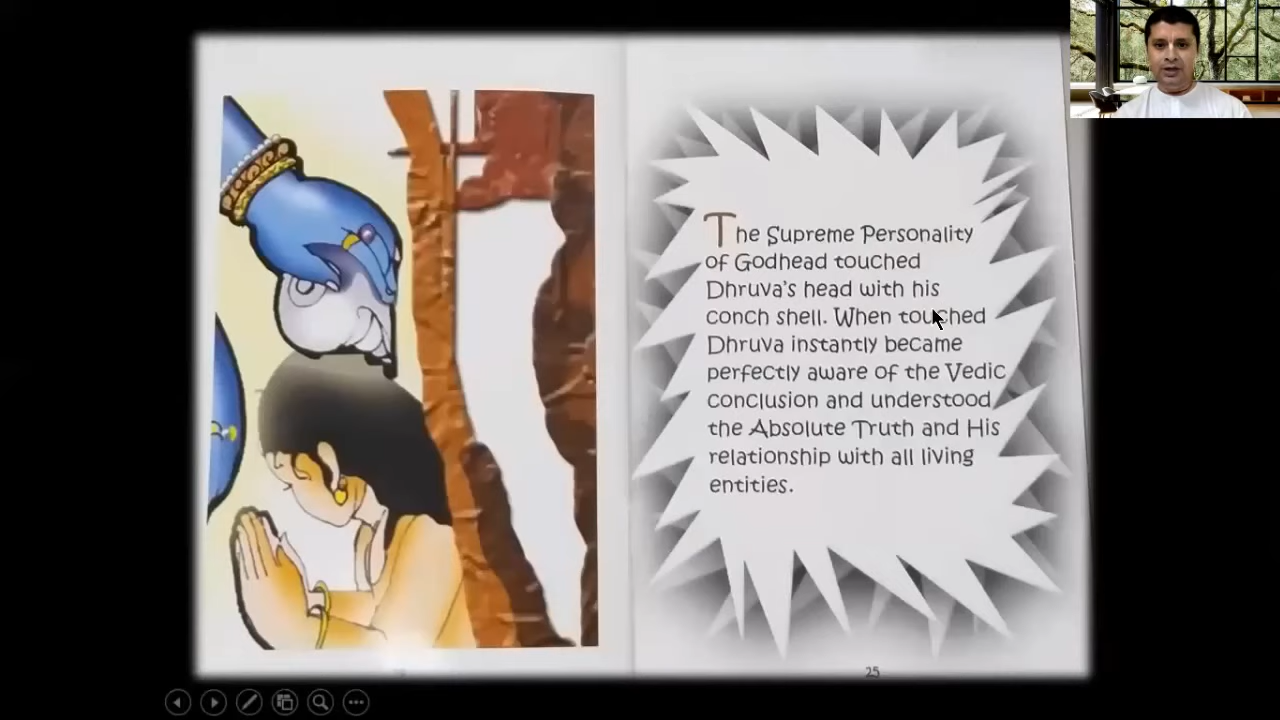 The Supreme Personality
of Godhead touched
Dhruva's head with his
conch shell. When touched
Dhruva instantly became
perfectly aware of the Vedic
conclusion and understood
the Absolute Truth and His
relationship with all living
entities.
25